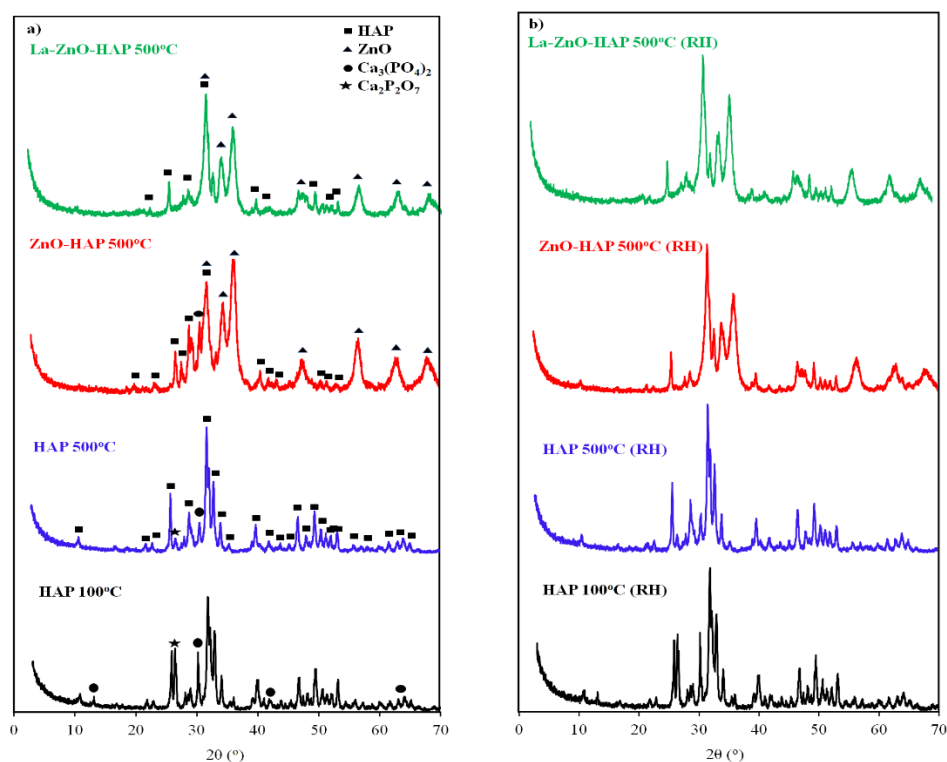 a)
La-ZnO-HAP 500°C
HAP
ZnO
Ca₃(PO₄)₂
Ca₂P₂O₇
ZnO-HAP 500°C
HAP 500°C
HAP 100°C
0 10 20 30 40 50 60 70
2θ (°)
b)
La-ZnO-HAP 500°C (RH)
ZnO-HAP 500°C (RH)
HAP 500°C (RH)
HAP 100°C (RH)
0 10 20 30 40 50 60 70
2θ (°)